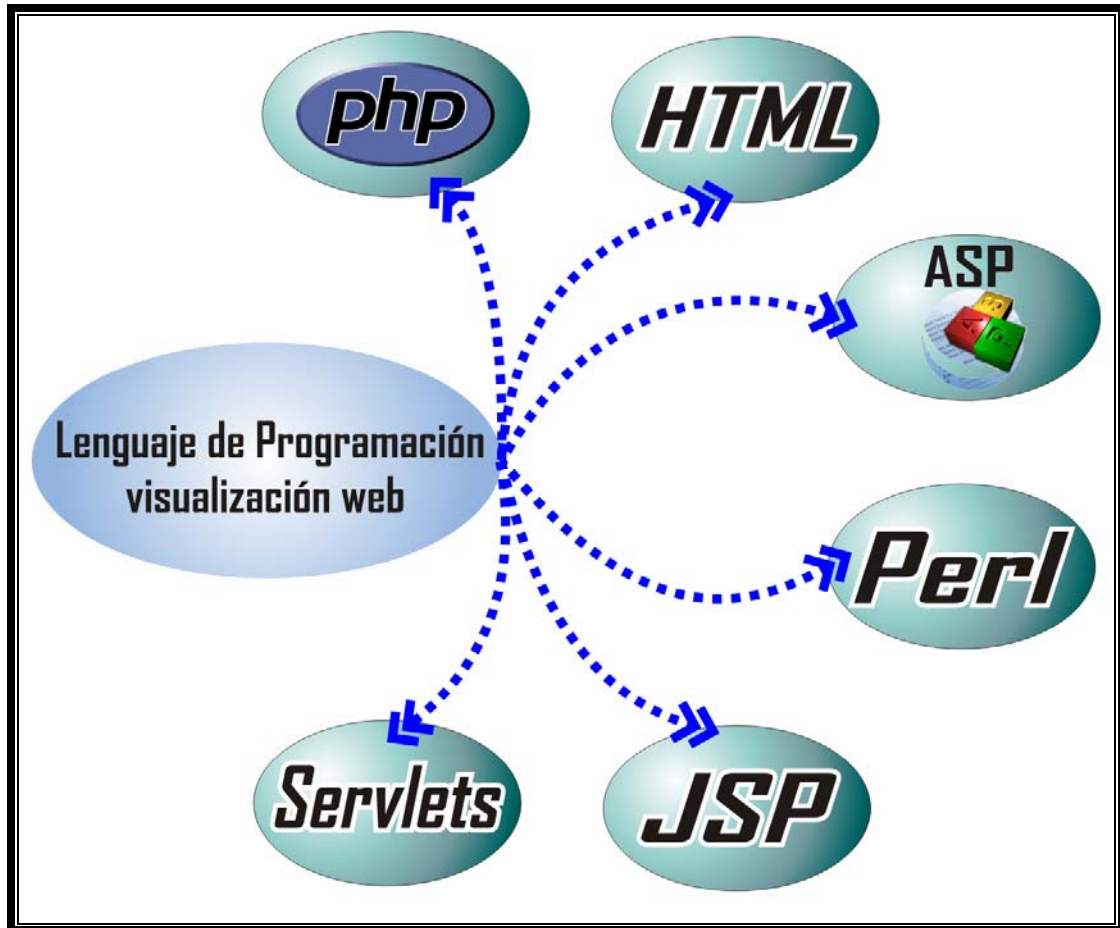 php
HTML
ASP
Lenguaje de Programación
visualización web
Perl
Servlets
JSP